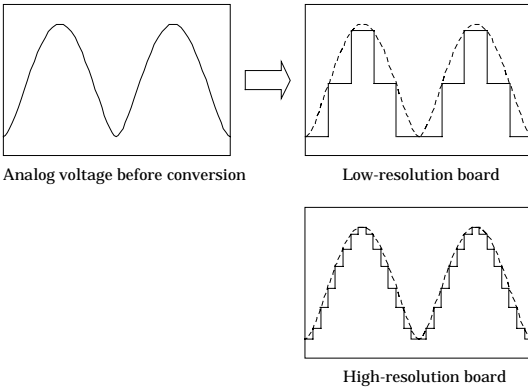 Analog voltage before conversion
Low-resolution board
High-resolution board